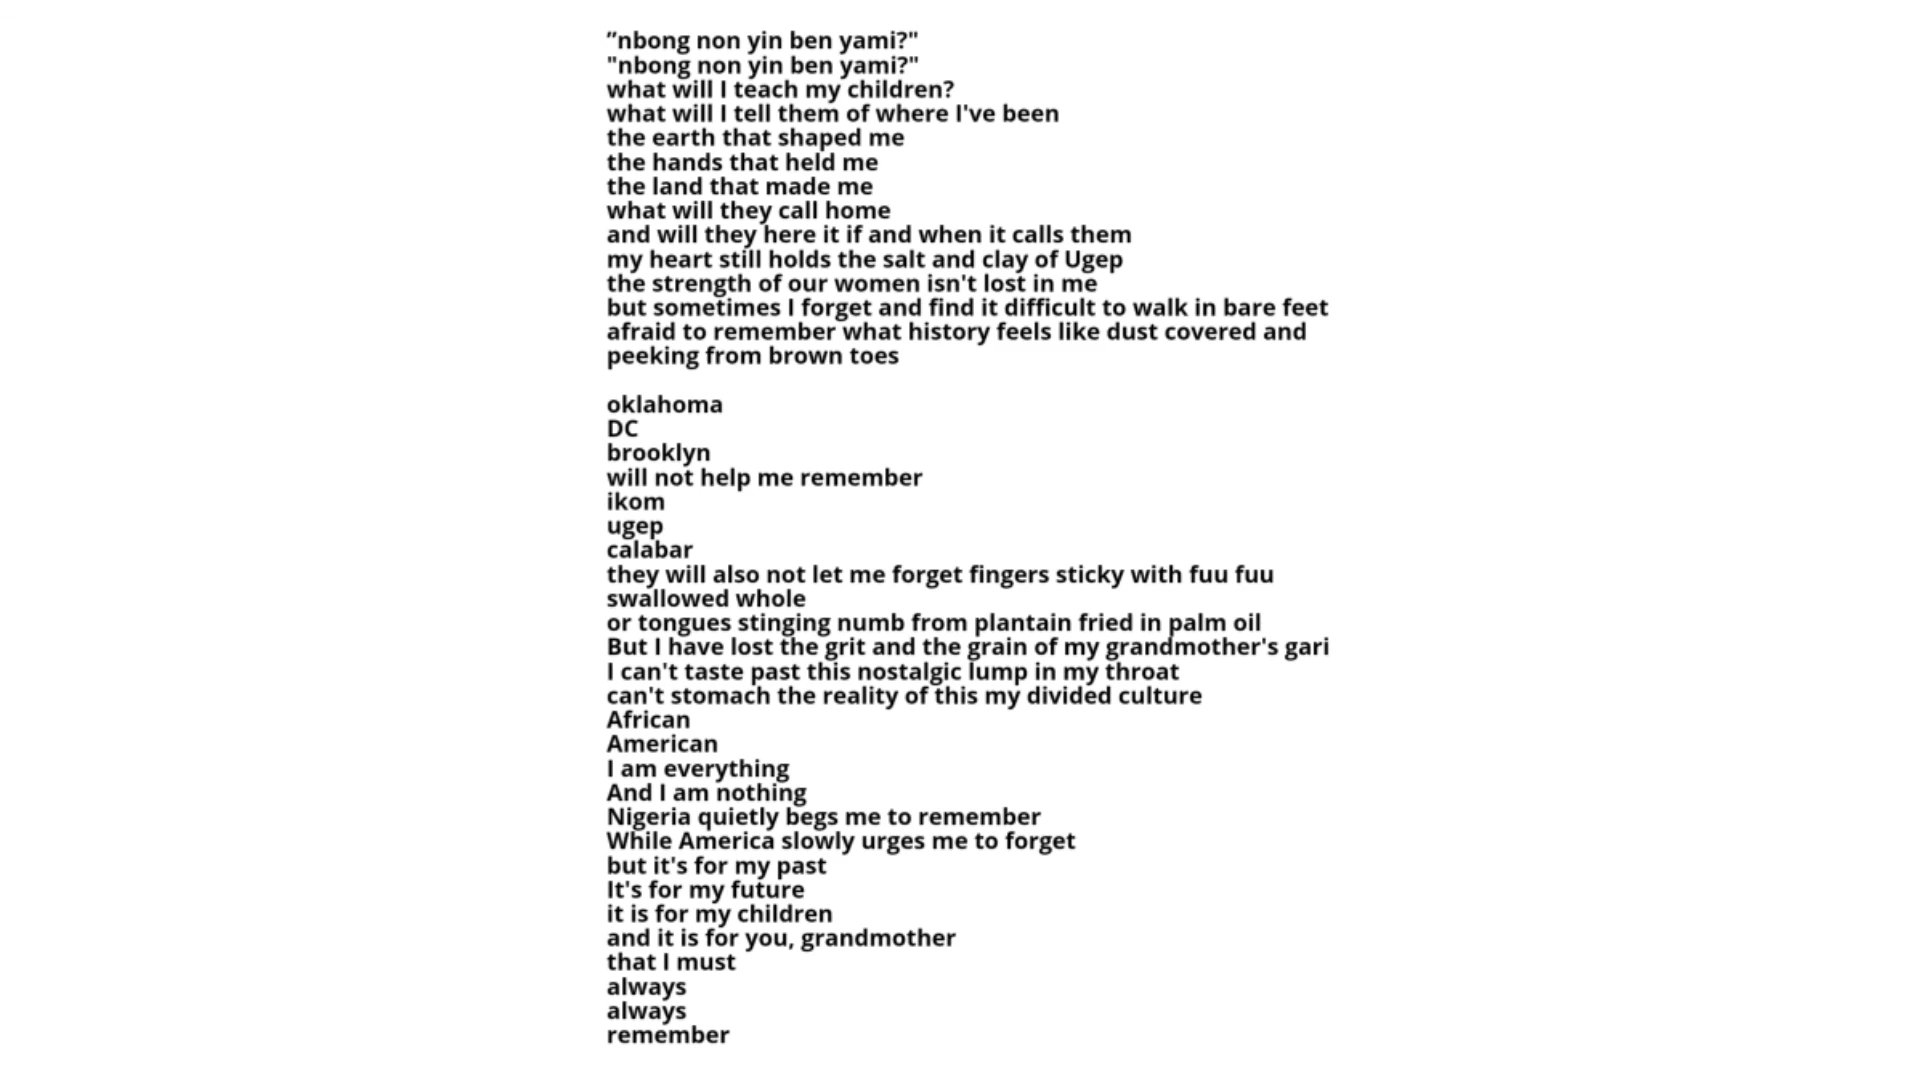 ”nbong non yin ben yami?"
"nbong non yin ben yami?"
what will I teach my children?
what will I tell them of where I've been
the earth that shaped me
the hands that held me
the land that made me
what will they call home
and will they here it if and when it calls them
my heart still holds the salt and clay of Ugep
the strength of our women isn't lost in me
but sometimes I forget and find it difficult to walk in bare feet
afraid to remember what history feels like dust covered and
peeking from brown toes

oklahoma
DC
brooklyn
will not help me remember
ikom
ugep
calabar
they will also not let me forget fingers sticky with fuu fuu
swallowed whole
or tongues stinging numb from plantain fried in palm oil
But I have lost the grit and the grain of my grandmother's gari
I can't taste past this nostalgic lump in my throat
can't stomach the reality of this my divided culture
African
American
I am everything
And I am nothing
Nigeria quietly begs me to remember
While America slowly urges me to forget
but it's for my past
It's for my future
it is for my children
and it is for you, grandmother
that I must
always
always
remember